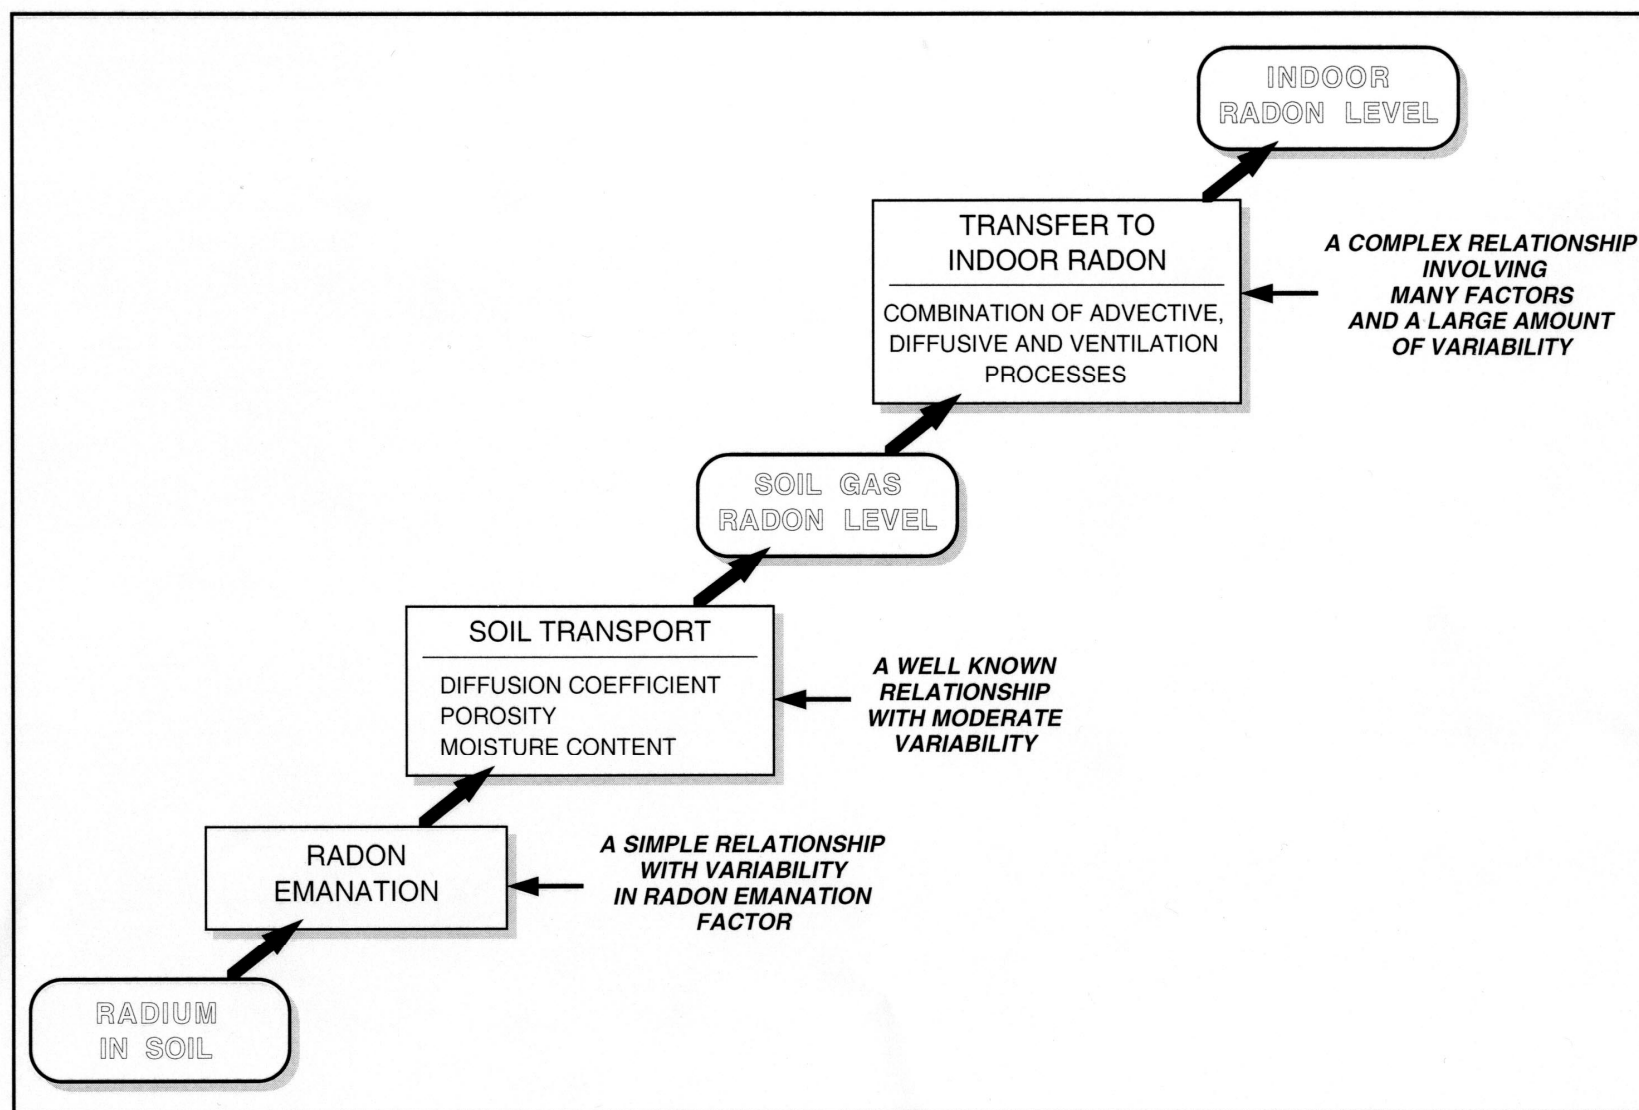 INDOOR
RADON LEVEL
TRANSFER TO
INDOOR RADON
COMBINATION OF ADVECTIVE,
DIFFUSIVE AND VENTILATION
PROCESSES
A COMPLEX RELATIONSHIP
INVOLVING
MANY FACTORS
AND A LARGE AMOUNT
OF VARIABILITY
SOIL GAS
RADON LEVEL
SOIL TRANSPORT
DIFFUSION COEFFICIENT
POROSITY
MOISTURE CONTENT
A WELL KNOWN
RELATIONSHIP
WITH MODERATE
VARIABILITY
RADON
EMANATION
A SIMPLE RELATIONSHIP
WITH VARIABILITY
IN RADON EMANATION
FACTOR
RADIUM
IN SOIL